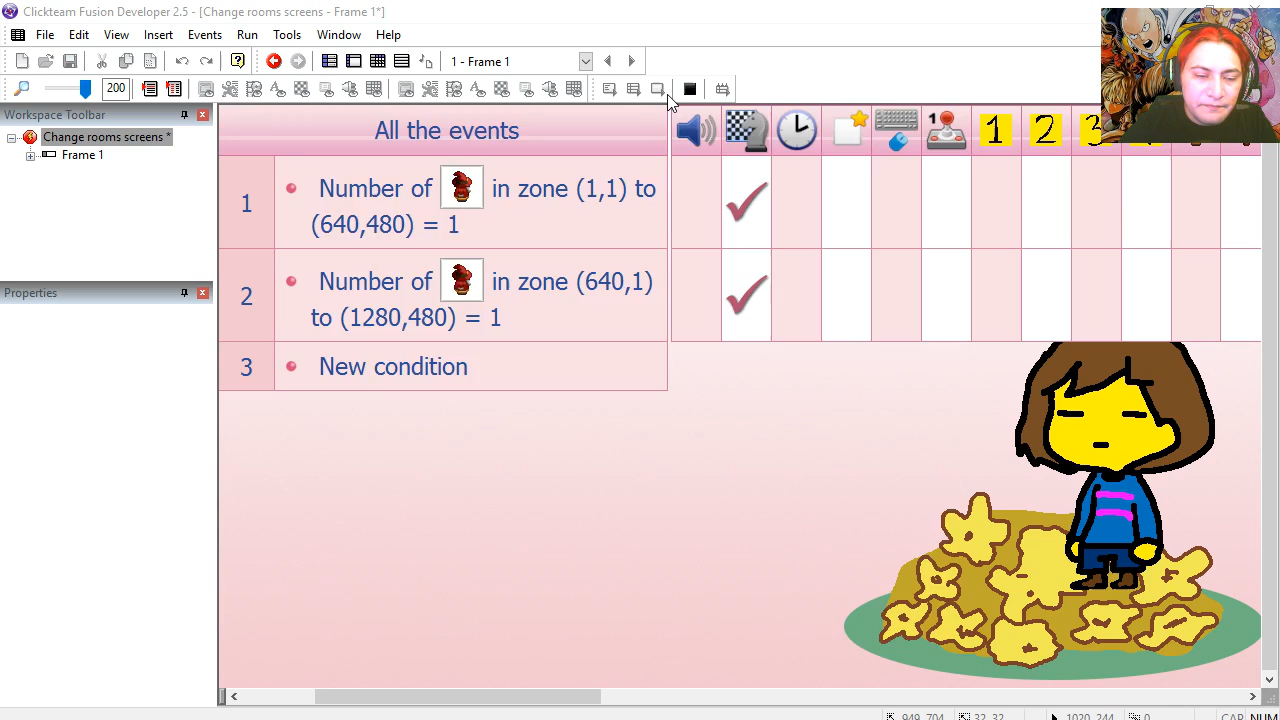 Clickteam Fusion Developer 2.5 - [Change rooms screens - Frame 1*]
File Edit View Insert Events Run Tools Window Help
1 - Frame 1
200
Workspace Toolbar
Change rooms screens *
Frame 1
Properties
All the events
1 2 3
1 Number of in zone (1,1) to
(640,480) = 1
2 Number of in zone (640,1)
to (1280,480) = 1
3 New condition